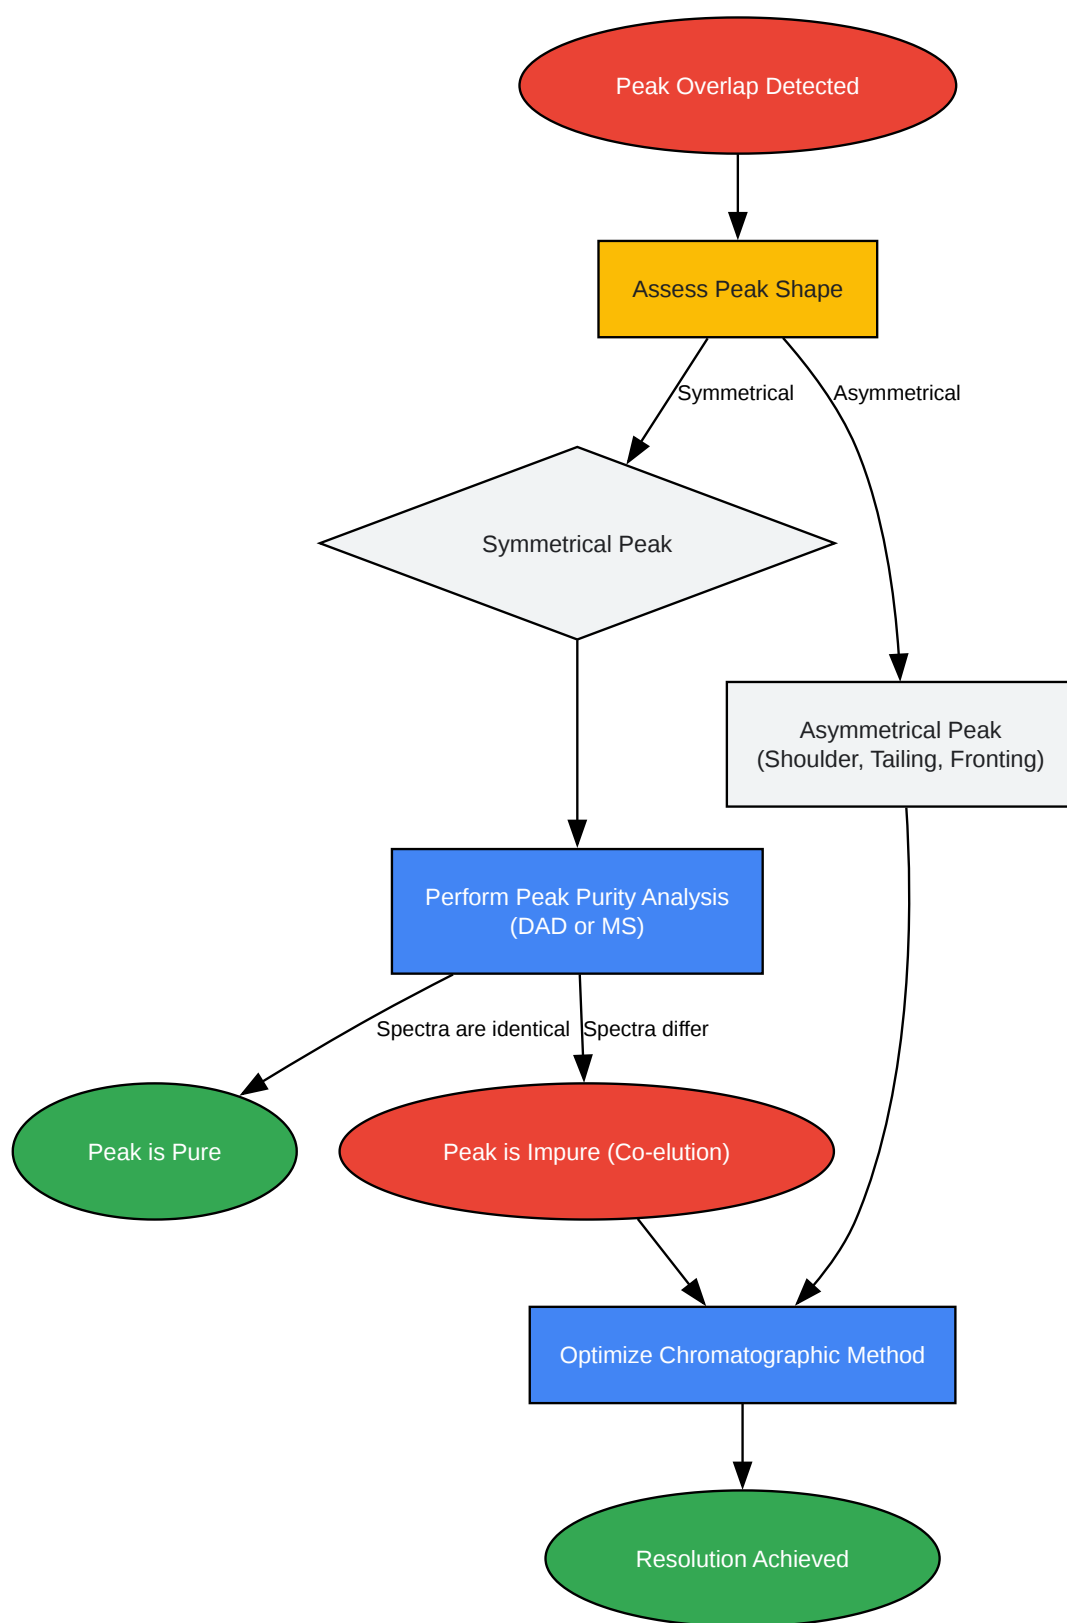 Peak Overlap Detected
Assess Peak Shape
Symmetrical
Asymmetrical
Symmetrical Peak
Asymmetrical Peak
(Shoulder, Tailing, Fronting)
Perform Peak Purity Analysis
(DAD or MS)
Spectra are identical
Spectra differ
Peak is Pure
Peak is Impure (Co-elution)
Optimize Chromatographic Method
Resolution Achieved